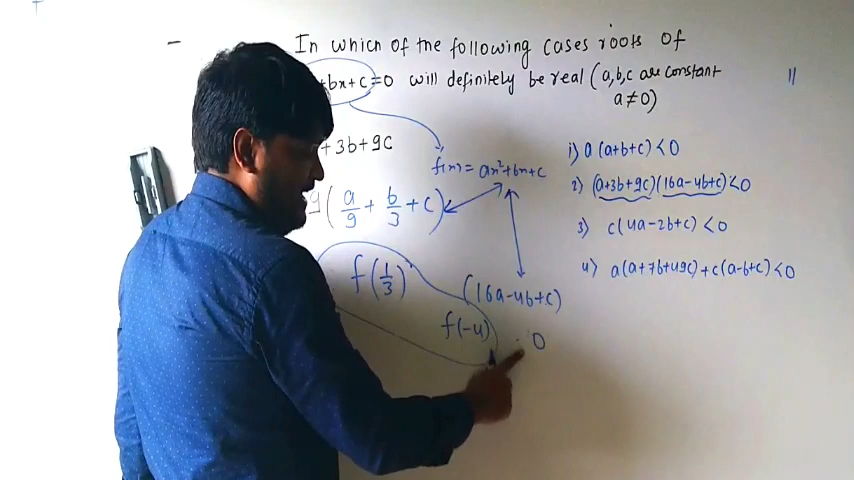 In which of the following cases roots of
+bx+c=0 will definitely be real (a,b,c are constant
a≠0)
+3b+9c
f(x) = ax²+bx+c
9(a/9 + b/3 + c)
f(1/3)
(16a-4b+c)
f(-4)
0
i) a(a+b+c)<0
2) (a+3b+9c)(16a-4b+c)<0
3) c(4a-2b+c)<0
4) a(a+7b+49c)+c(a-b+c)<0